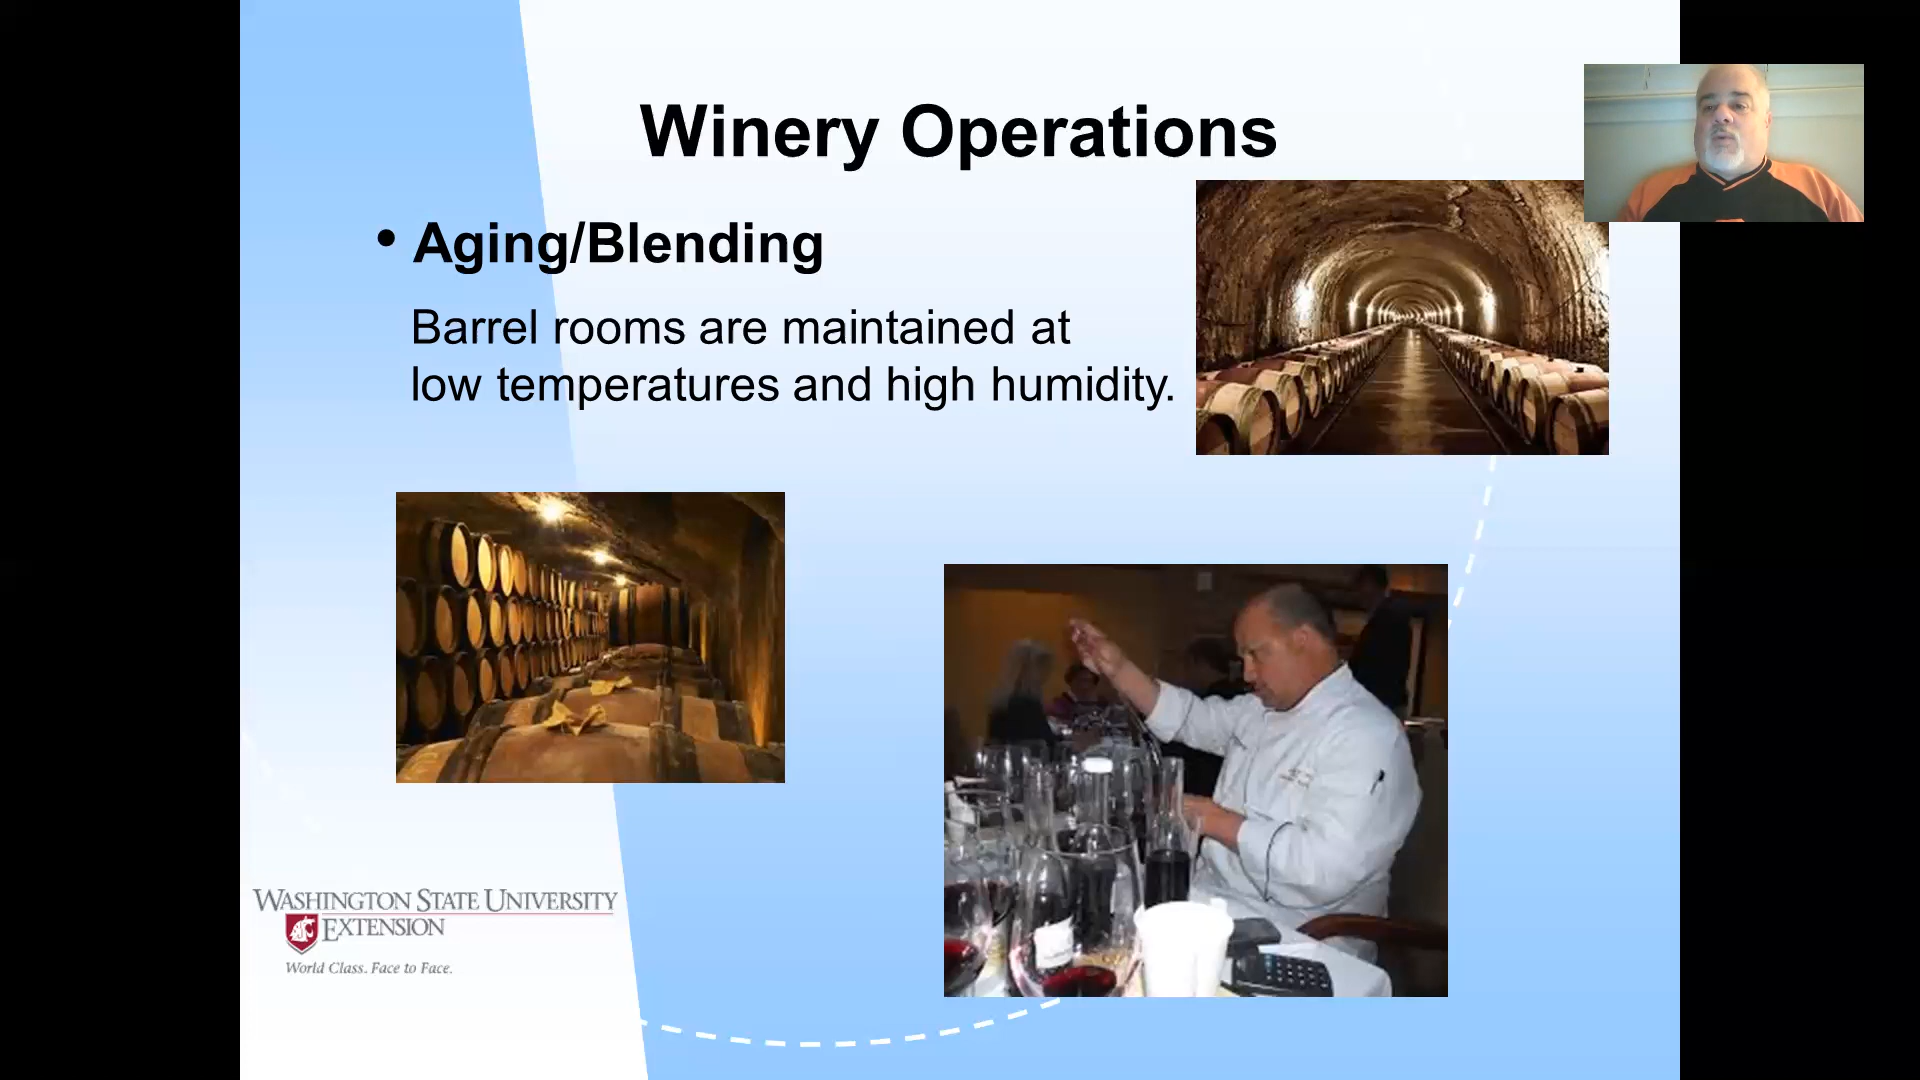 Winery Operations
• Aging/Blending
Barrel rooms are maintained at
low temperatures and high humidity.
WASHINGTON STATE UNIVERSITY
EXTENSION
World Class. Face to Face.